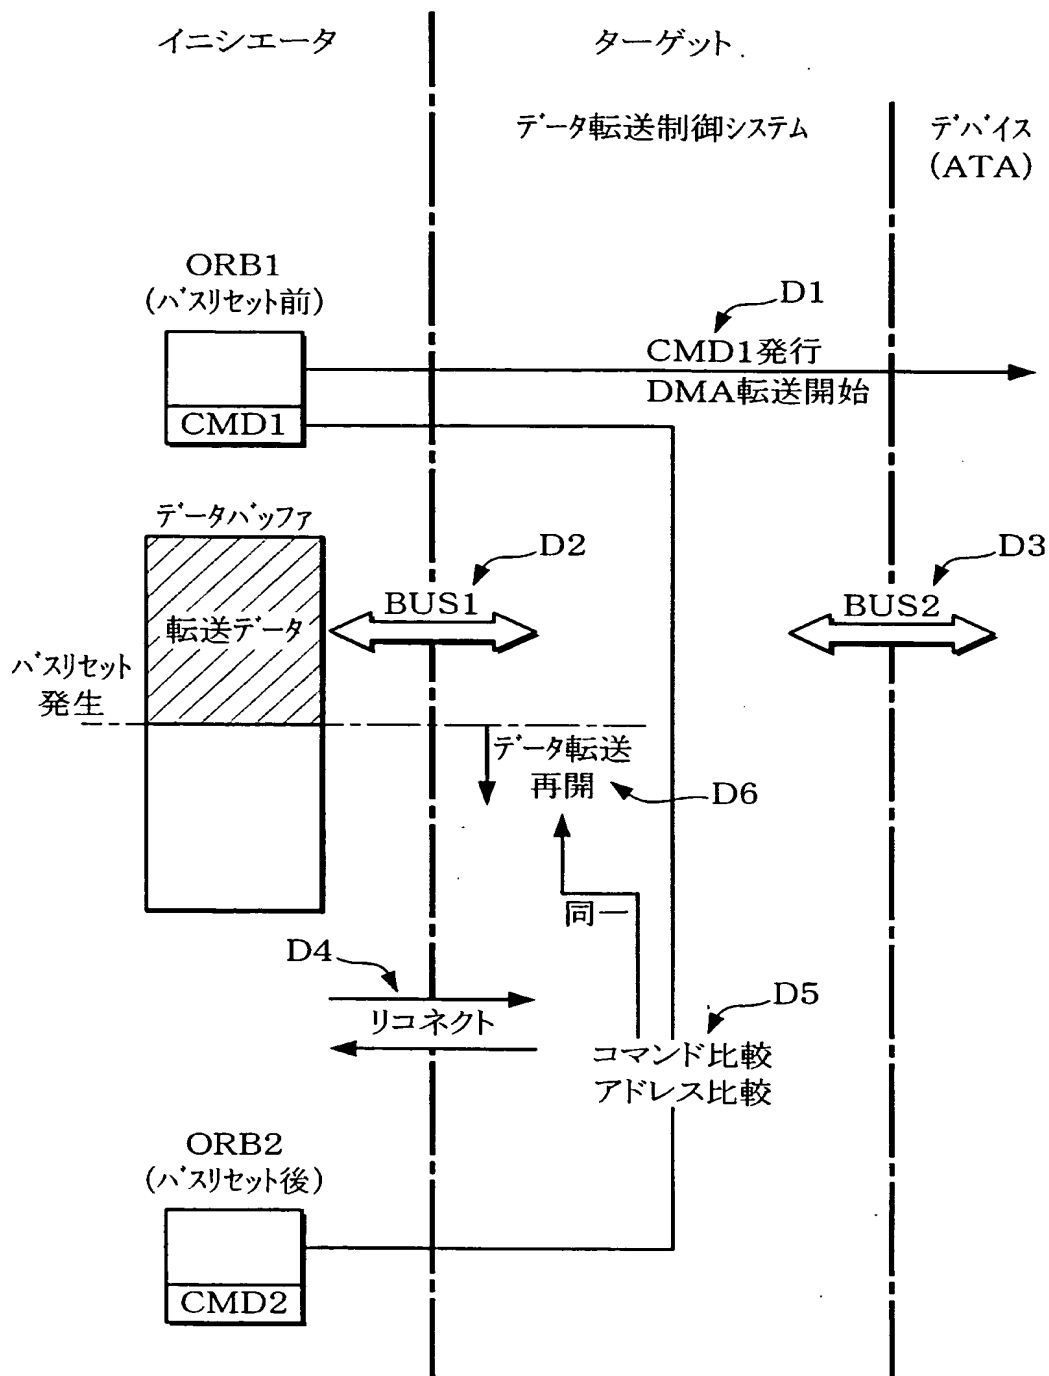 イニシエータ
ターゲット
データ転送制御システム
デバイス
(ATA)
ORB1
(バスリセット前)
D1
CMD1発行
DMA転送開始
CMD1
データバッファ
D2
D3
BUS1
BUS2
転送データ
バスリセット
発生
データ転送
再開
D6
同一
D4
D5
リコネクト
コマンド比較
アドレス比較
ORB2
(バスリセット後)
CMD2